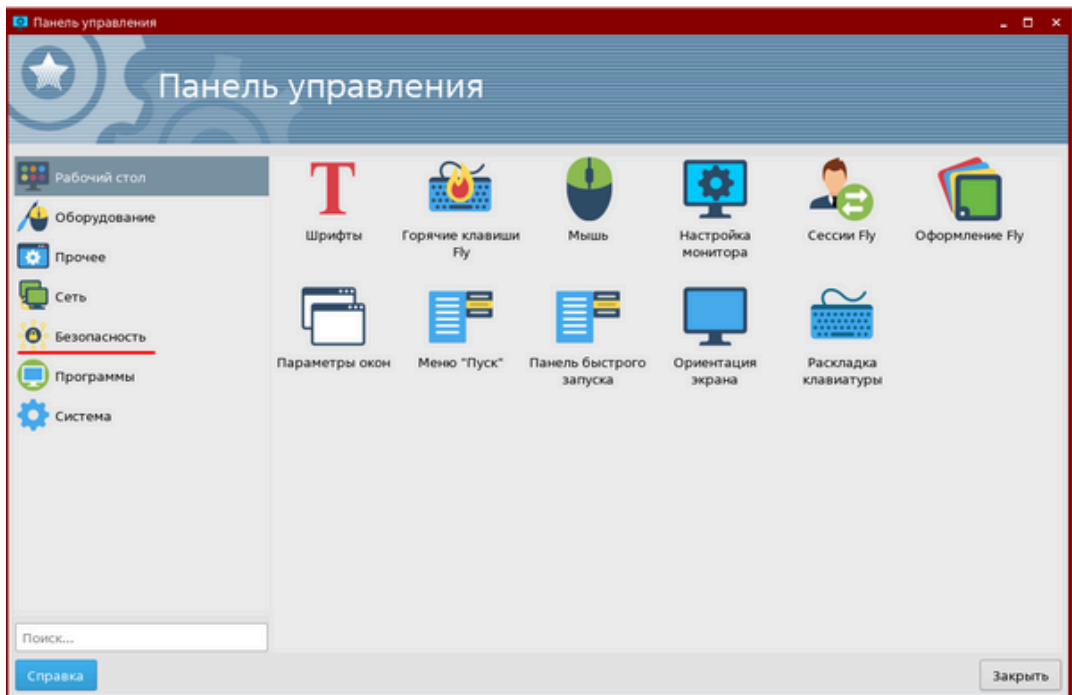 Панель управления
Панель управления
Рабочий стол
Оборудование
Прочее
Сеть
Безопасность
Программы
Система
Шрифты
Горячие клавиши
Fly
Мышь
Настройка
монитора
Сессии Fly
Оформление Fly
Параметры окон
Меню "Пуск"
Панель быстрого
запуска
Ориентация
экрана
Раскладка
клавиатуры
Поиск...
Справка
Закрыть